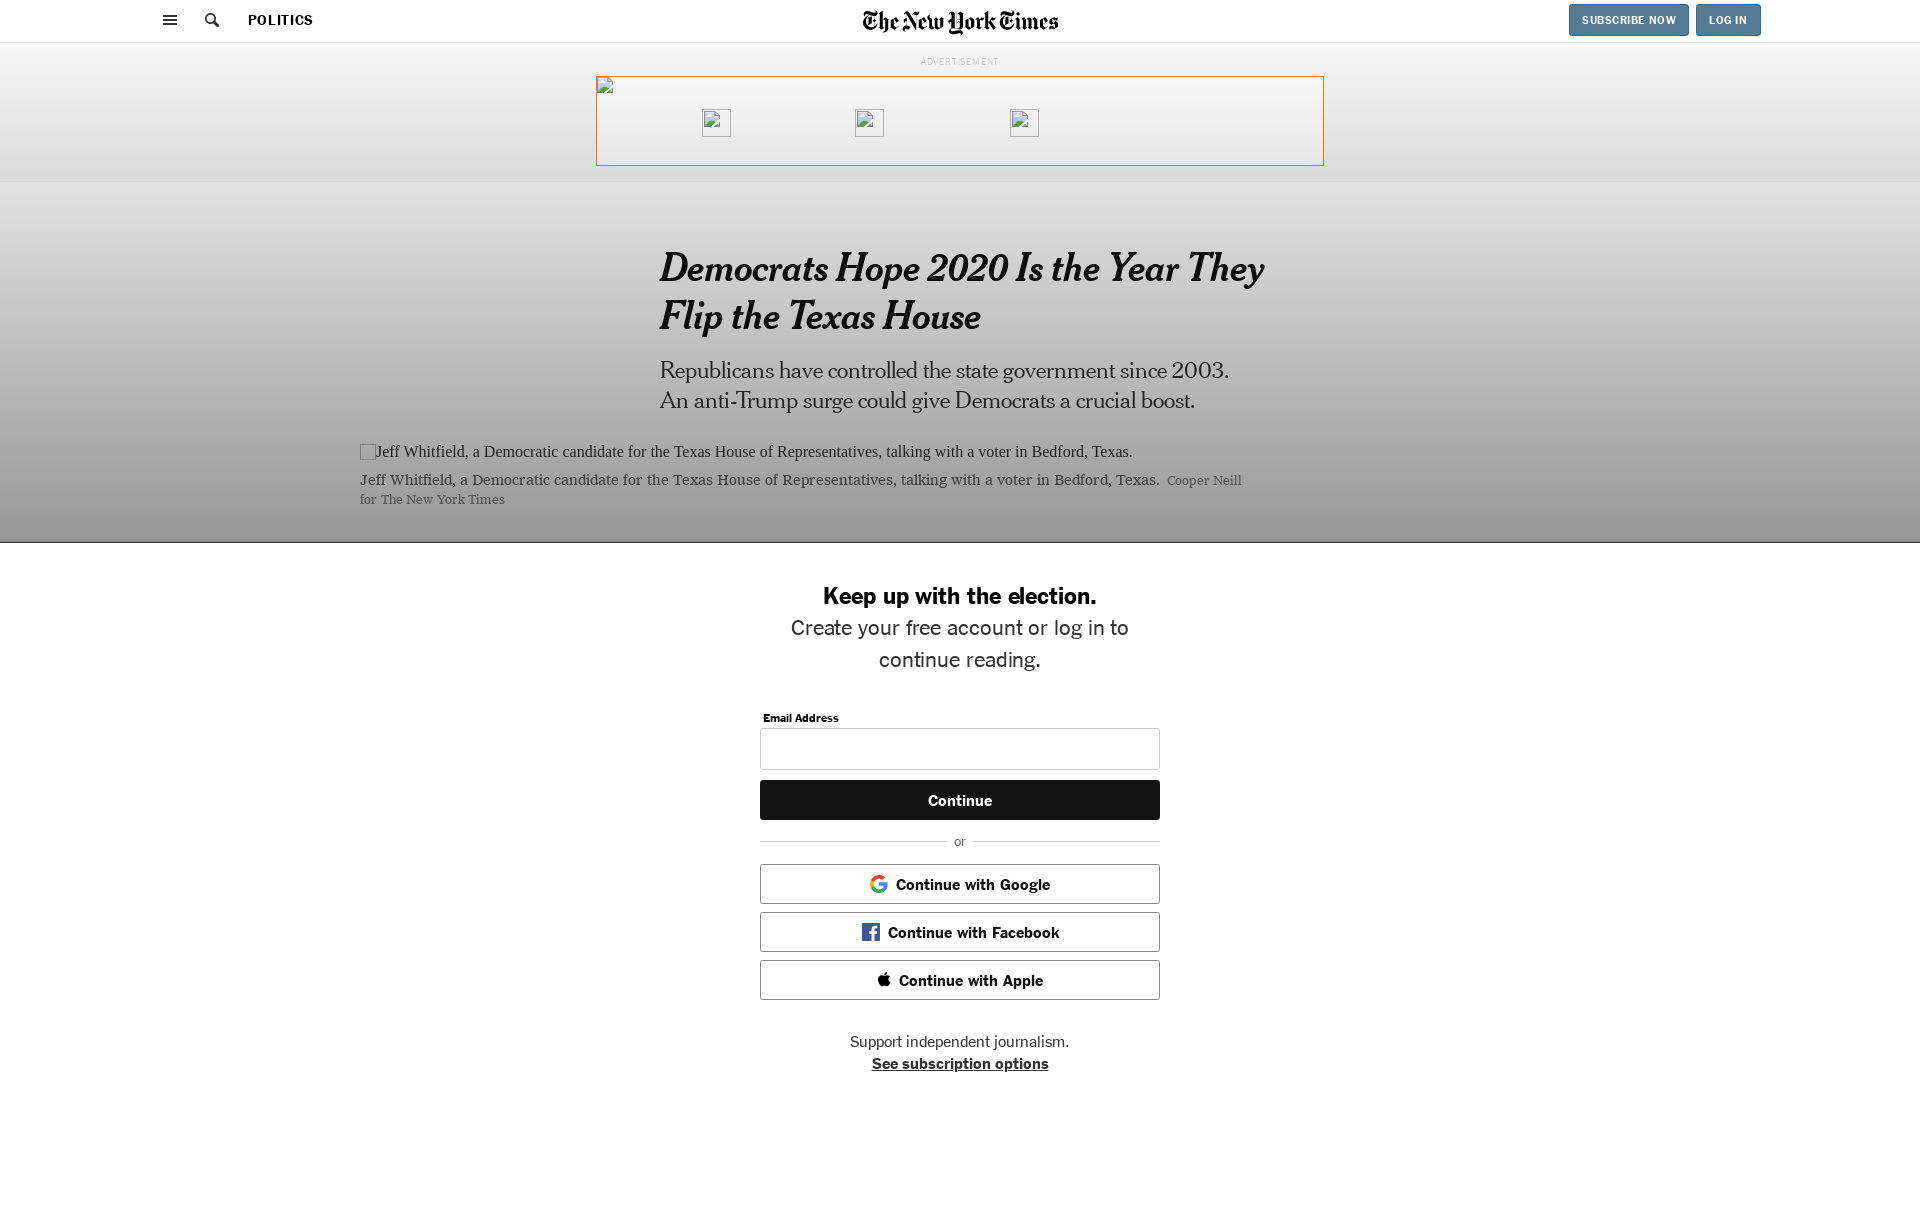 POLITICS
The New York Times
SUBSCRIBE NOW
LOG IN
ADVERTISEMENT
Democrats Hope 2020 Is the Year They
Flip the Texas House
Republicans have controlled the state government since 2003.
An anti-Trump surge could give Democrats a crucial boost.
Jeff Whitfield, a Democratic candidate for the Texas House of Representatives, talking with a voter in Bedford, Texas.
Jeff Whitfield, a Democratic candidate for the Texas House of Representatives, talking with a voter in Bedford, Texas. Cooper Neill
for The New York Times
Keep up with the election.
Create your free account or log in to
continue reading.
Email Address
Continue
or
Continue with Google
Continue with Facebook
Continue with Apple
Support independent journalism.
See subscription options